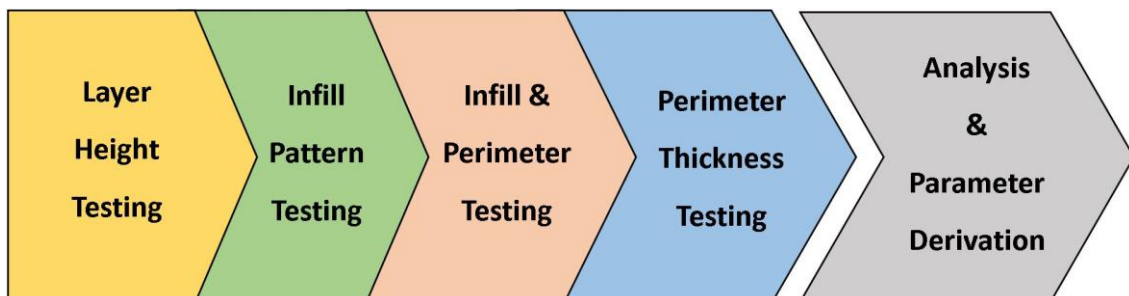 Layer
Height
Testing
Infill
Pattern
Testing
Infill &
Perimeter
Testing
Perimeter
Thickness
Testing
Analysis
&
Parameter
Derivation